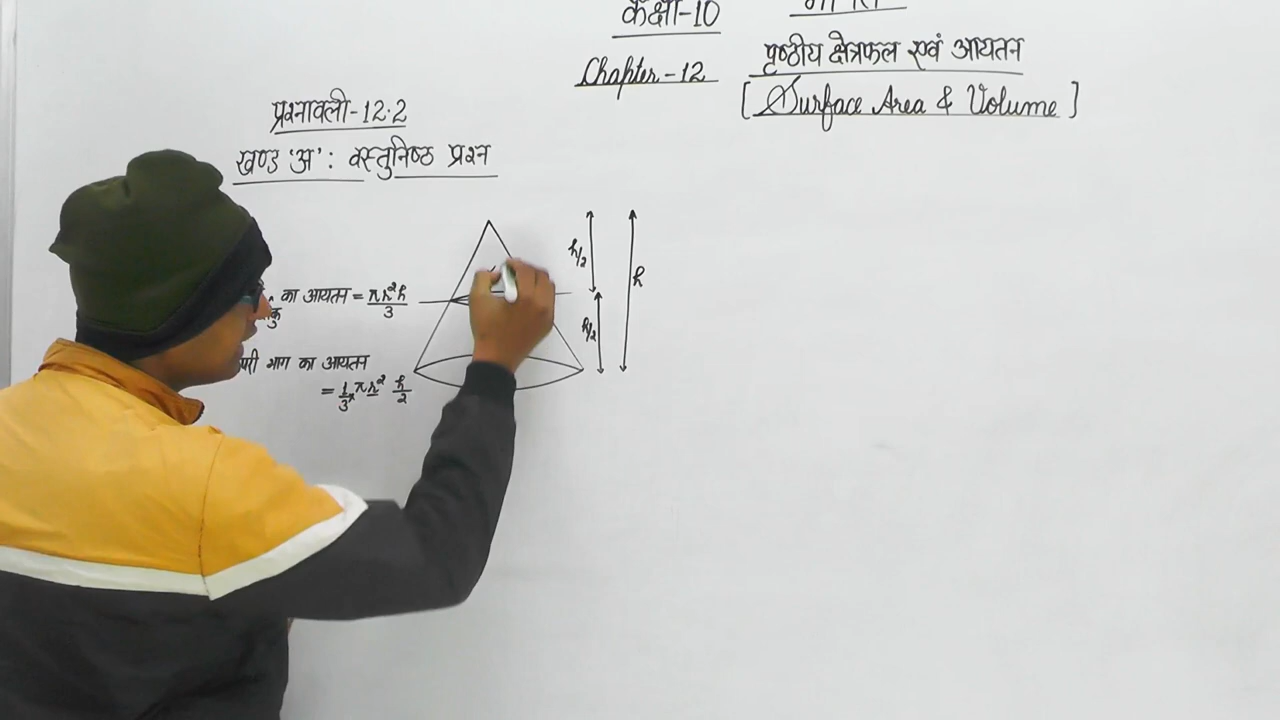 कक्षा-10
Chapter-12 पृष्ठीय क्षेत्रफल एवं आयतन
[Surface Area & Volume]
प्रश्नावली-12.2
खण्ड 'अ': वस्तुनिष्ठ प्रश्न
का आयतन = πr²h/3
भाग का आयतन
= 1/3 × πr² h/2
h/2
h/2
h